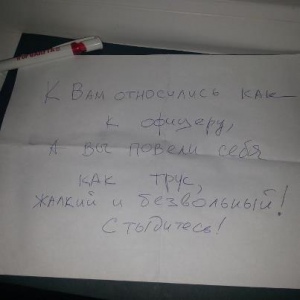 К Вам относились как
к офицеру,
А Вы повели себя
как трус,
жалкий и безвольный!
Стыдитесь!